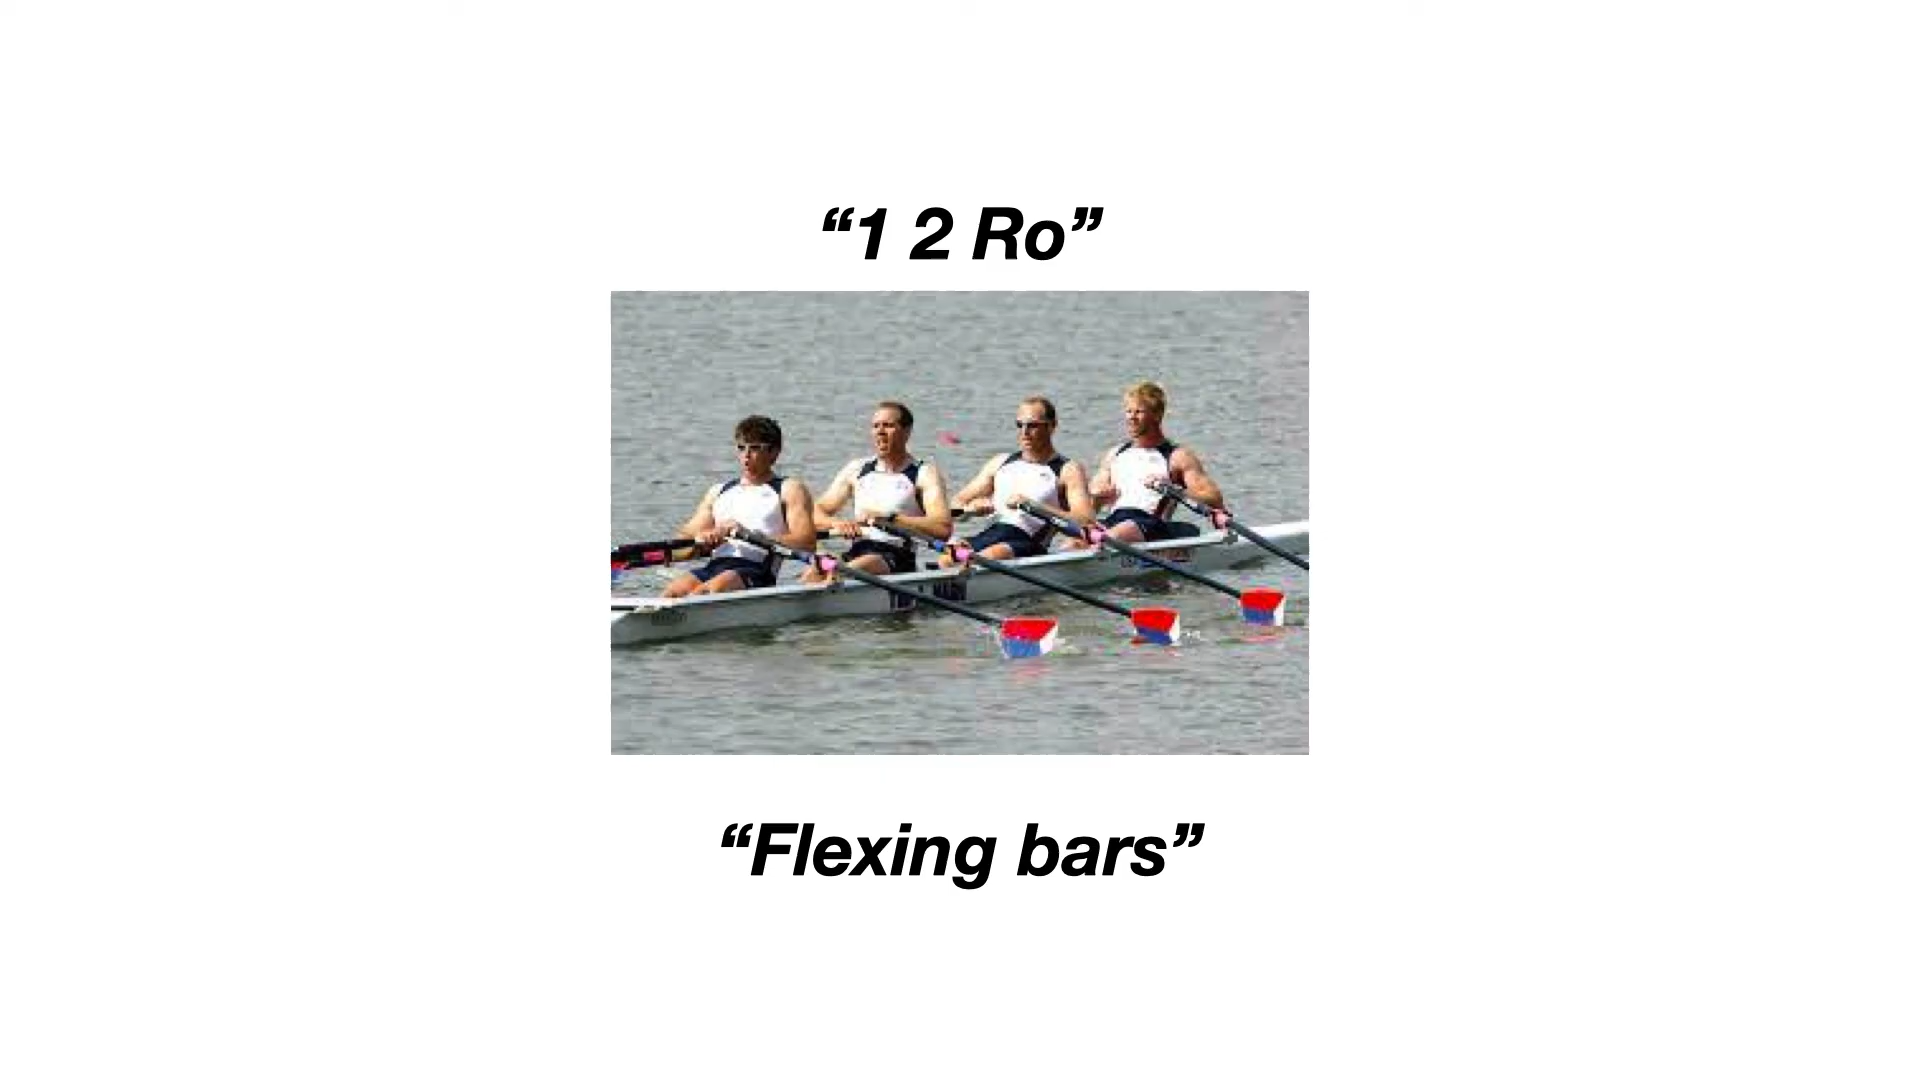 “1 2 Ro”
“Flexing bars”